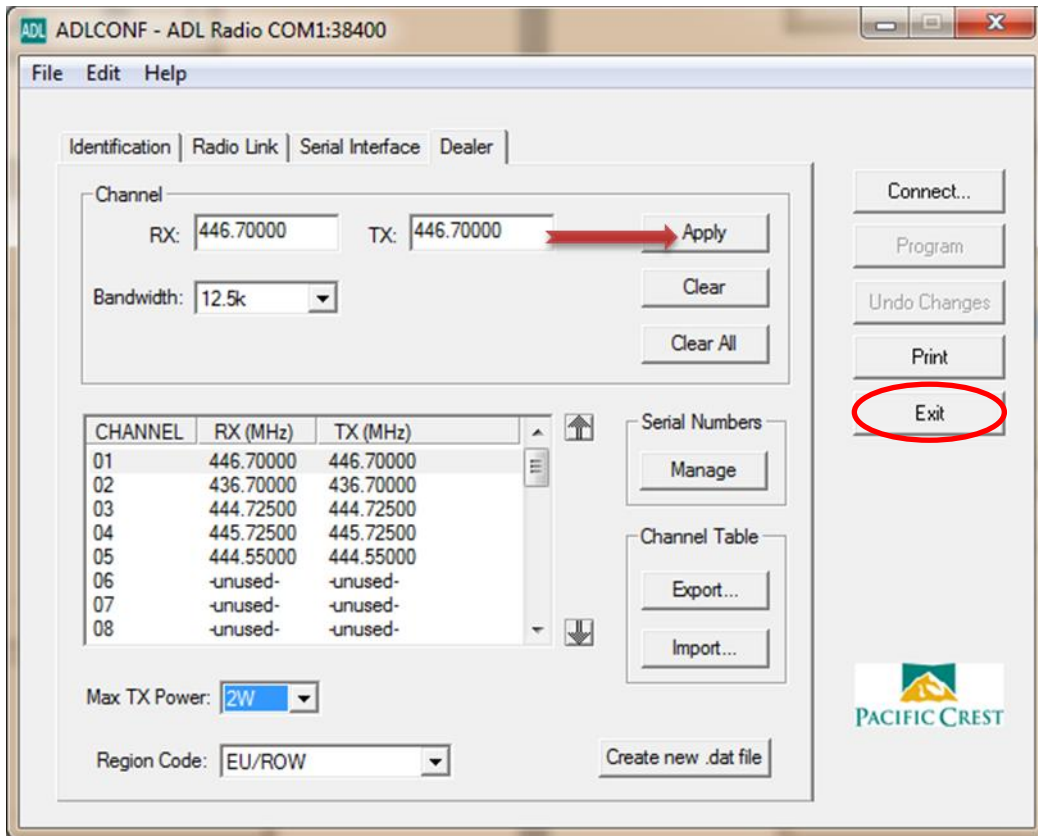 ADL ADLCONF - ADL Radio COM1:38400
File Edit Help
Identification Radio Link Serial Interface Dealer
Channel
RX: 446.70000 TX: 446.70000 Apply
Bandwidth: 12.5k
Clear
Clear All
Connect...
Program
Undo Changes
Print
Exit
CHANNEL RX (MHz) TX (MHz)
01 446.70000 446.70000
02 436.70000 436.70000
03 444.72500 444.72500
04 445.72500 445.72500
05 444.55000 444.55000
06 -unused- -unused-
07 -unused- -unused-
08 -unused- -unused-
Serial Numbers
Manage
Channel Table
Export...
Import...
Max TX Power: 2W
Region Code: EU/ROW
Create new .dat file
PACIFIC CREST